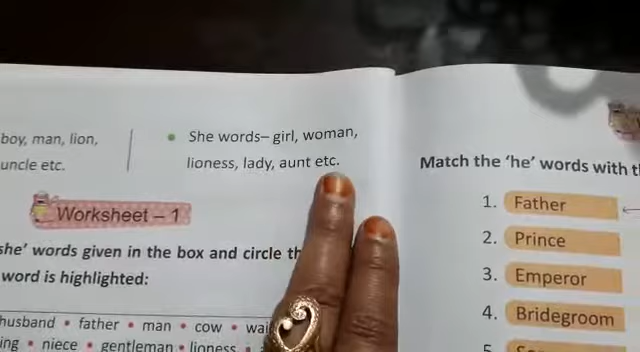 boy, man, lion,
uncle etc.
She words– girl, woman,
lioness, lady, aunt etc.
Worksheet – 1
she' words given in the box and circle
word is highlighted:
husband • father • man • cow
• niece • gentleman • lioness •
Match the 'he' words with
1. Father
2. Prince
3. Emperor
4. Bridegroom
5.